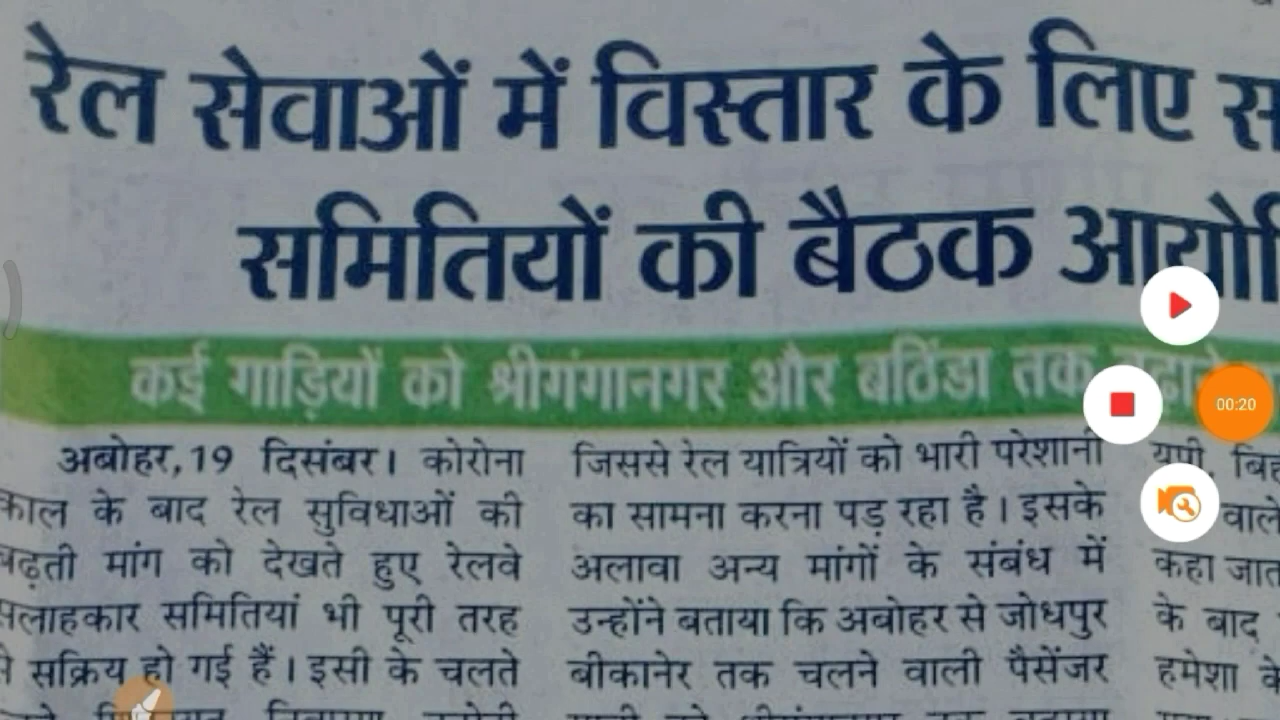 रेल सेवाओं में विस्तार के लिए
समितियों की बैठक
कई गाड़ियों को श्रीगंगानगर और बठिंडा तक
अबोहर, 19 दिसंबर। कोरोना
काल के बाद रेल सुविधाओं की
बढ़ती मांग को देखते हुए रेलवे
सलाहकार समितियां भी पूरी तरह
सक्रिय हो गई हैं। इसी के चलते
जिससे रेल यात्रियों को भारी परेशानी
का सामना करना पड़ रहा है। इसके
अलावा अन्य मांगों के संबंध में
उन्होंने बताया कि अबोहर से जोधपुर
बीकानेर तक चलने वाली पैसेंजर
यूपी,
वाले
कहा
के बाद
हमेशा
00:20